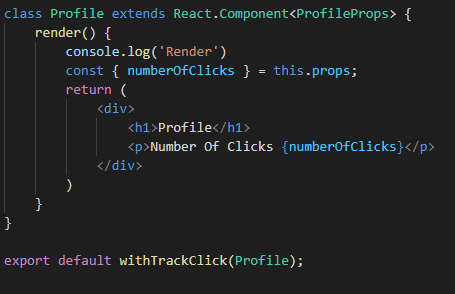 class Profile extends React.Component<ProfileProps> {
render() {
console.log('Render')
const { numberOfClicks } = this.props;
return (
<div>
<h1>Profile</h1>
<p>Number Of Clicks {numberOfClicks}</p>
</div>
)
}
}
export default withTrackClick(Profile);